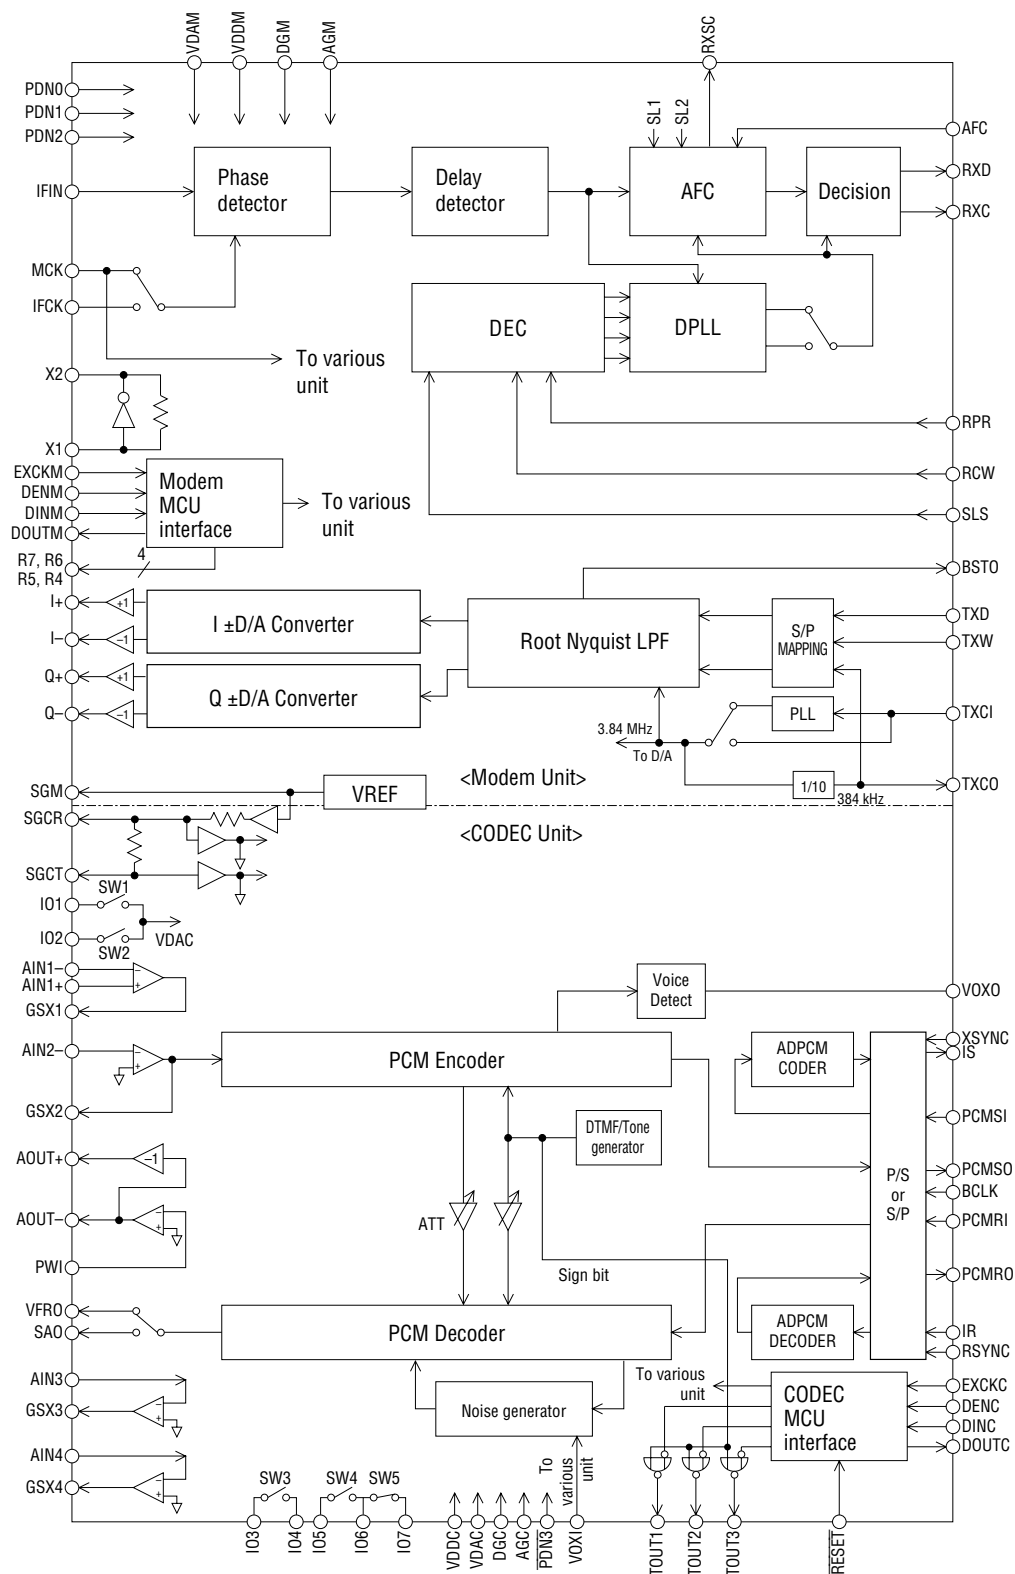 VDAM
VDDM
DGM
AGM
RXSC
PDN0
PDN1
PDN2
SL1
SL2
AFC
IFIN
Phase
detector
Delay
detector
AFC
Decision
RXD
RXC
MCK
IFCK
DEC
DPLL
To various
unit
X2
X1
RPR
RCW
SLS
EXCKM
DENM
DINM
DOUTM
Modem
MCU
interface
To various
unit
R7, R6
R5, R4
4
BSTO
I+
+1
I–
–1
I ±D/A Converter
Root Nyquist LPF
S/P
MAPPING
TXD
TXW
Q+
+1
Q–
–1
Q ±D/A Converter
PLL
TXCI
3.84 MHz
To D/A
<Modem Unit>
1/10
384 kHz
TXCO
SGM
VREF
SGCR
<CODEC Unit>
SGCT
IO1
SW1
IO2
SW2
VDAC
AIN1–
AIN1+
–
+
GSX1
Voice
Detect
VOXO
AIN2–
–
+
PCM Encoder
ADPCM
CODER
XSYNC
IS
GSX2
PCMSI
DTMF/Tone
generator
AOUT+
–1
P/S
or
S/P
PCMSO
BCLK
AOUT–
–
+
ATT
PCMRI
PWI
Sign bit
PCMRO
VFRO
SAO
PCM Decoder
ADPCM
DECODER
IR
RSYNC
AIN3
GSX3
–
+
Noise generator
To various
unit
CODEC
MCU
interface
EXCKC
DENC
DINC
DOUTC
AIN4
GSX4
–
+
SW3
SW4
SW5
To
various
unit
IO3
IO4
IO5
IO6
IO7
VDDC
VDAC
DGC
AGC
PDN3
VOXI
TOUT1
TOUT2
TOUT3
RESET